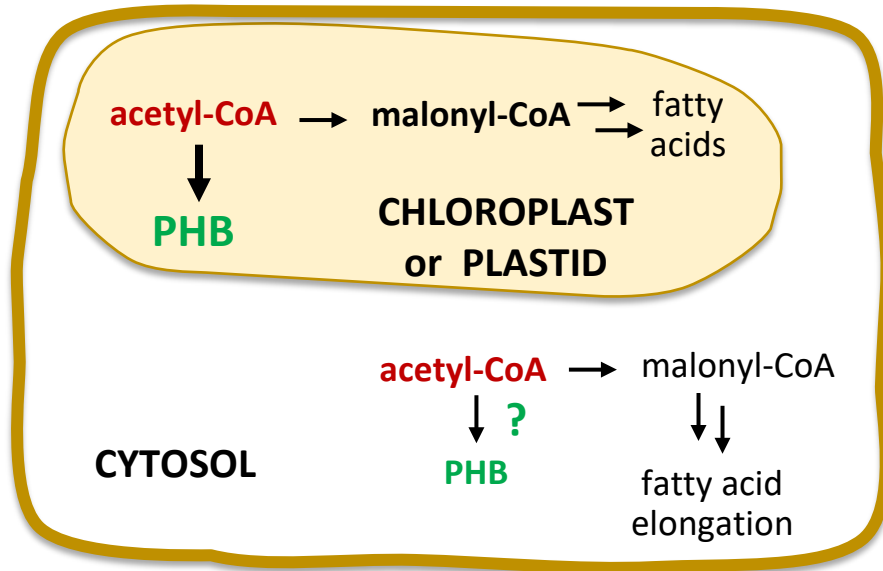 acetyl-CoA malonyl-CoA fatty
acids
PHB
CHLOROPLAST
or PLASTID
acetyl-CoA malonyl-CoA
?
PHB
CYTOSOL
fatty acid
elongation